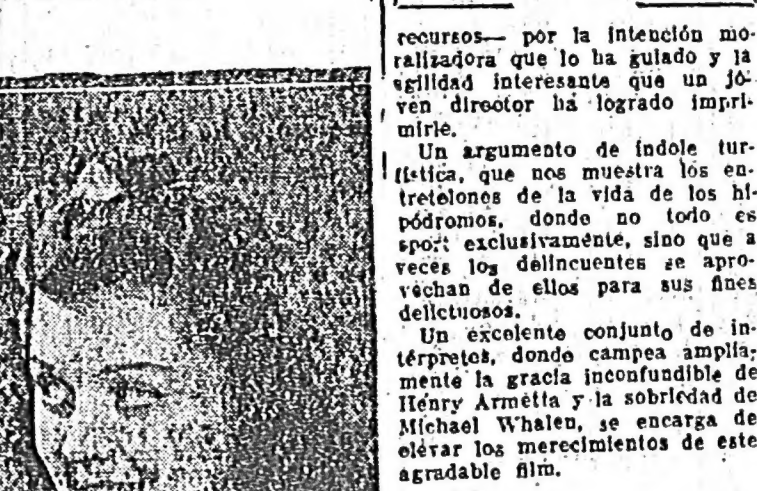 recursos— por la intención mo-
ralizadora que lo ha guiado y la
agilidad interesante que un jó-
ven director ha logrado impri-
mirle.
Un argumento de índole tur-
fística, que nos muestra los en-
tretelones de la vida de los hi-
pódromos, donde no todo es
sport exclusivamente, sino que a
veces los delincuentes se apro-
vechan de ellos para sus fines
delictuosos.
Un excelente conjunto de in-
térpretes, donde campea amplia-
mente la gracia inconfundible de
Henry Armetta y la sobriedad de
Michael Whalen, se encarga de
elevar los merecimientos de este
agradable film.